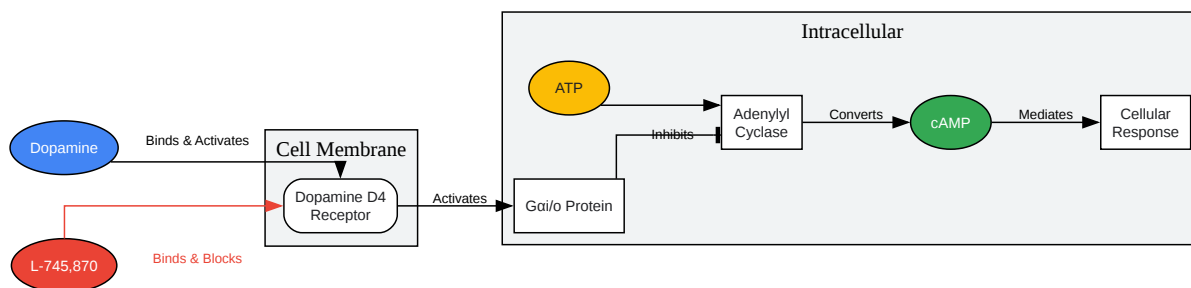 Intracellular
ATP
Adenylyl
Cyclase
Converts
cAMP
Mediates
Cellular
Response
Inhibits
Dopamine
Binds & Activates
Cell Membrane
Dopamine D4
Receptor
Activates
Gαi/o Protein
L-745,870
Binds & Blocks